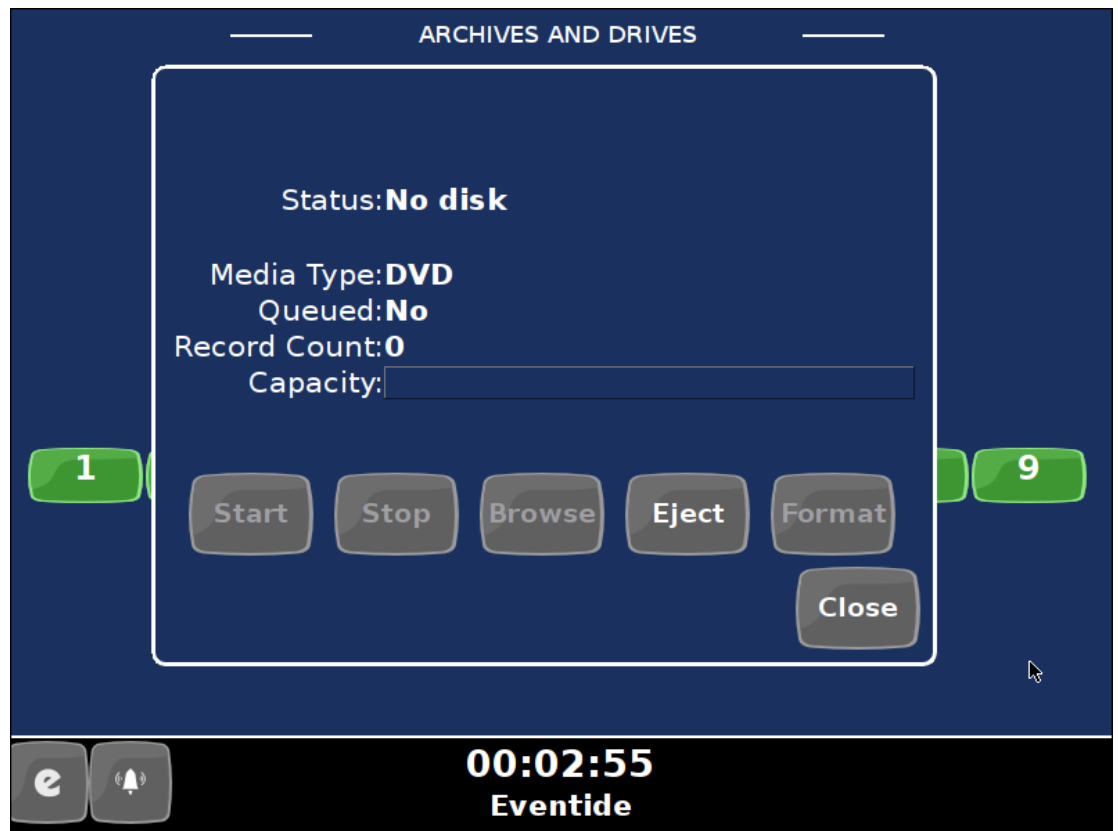 ARCHIVES AND DRIVES
Status:No disk
Media Type:DVD
Queued:No
Record Count:0
Capacity:
1
9
Start Stop Browse Eject Format
Close
e
00:02:55
Eventide